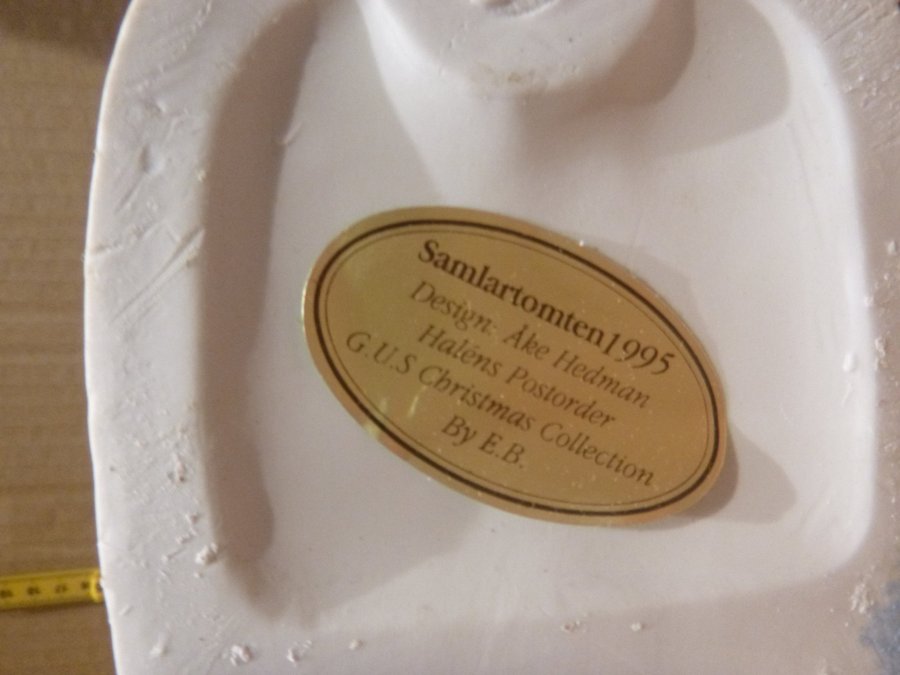 Samlartomten1995
Design: Åke Hedman
Haléns Postorder
G.U.S Christmas Collection
By E.B.